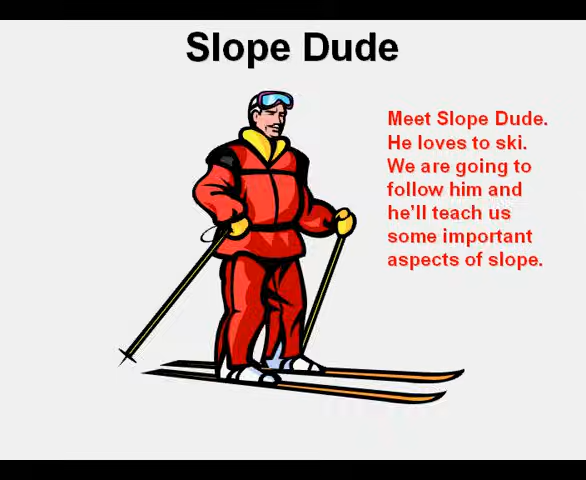 Slope Dude
Meet Slope Dude.
He loves to ski.
We are going to
follow him and
he'll teach us
some important
aspects of slope.